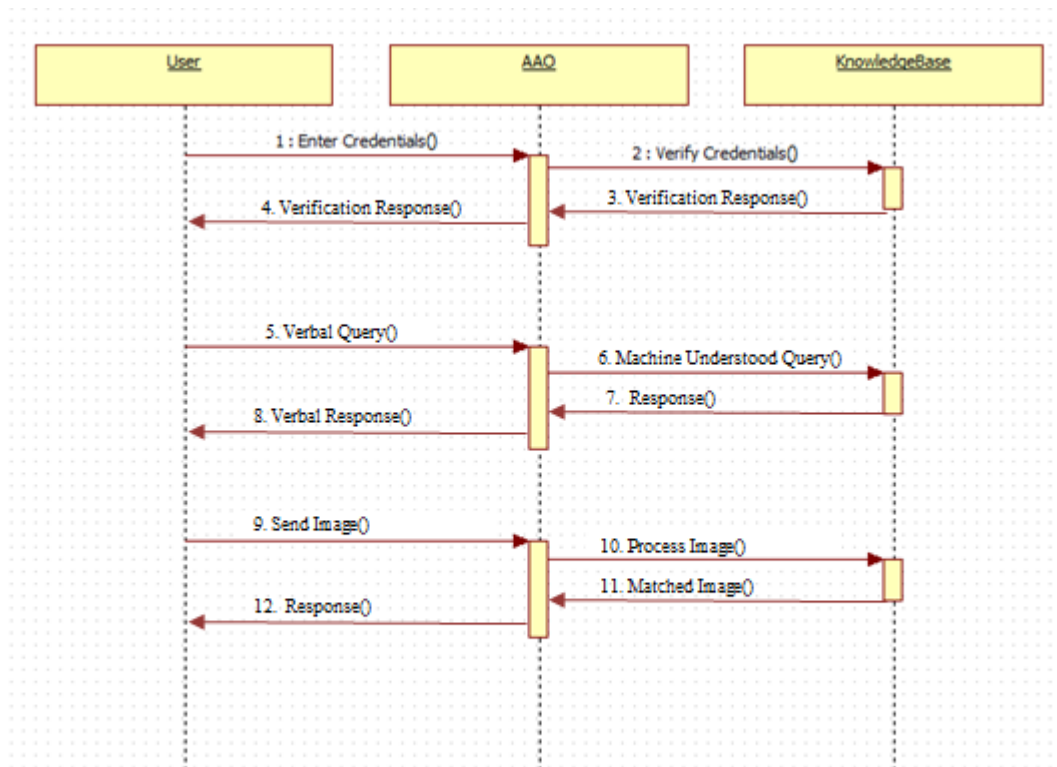 User
AAO
KnowledgeBase
1 : Enter Credentials()
2 : Verify Credentials()
3. Verification Response()
4. Verification Response()
5. Verbal Query()
6. Machine Understood Query()
7. Response()
8. Verbal Response()
9. Send Image()
10. Process Image()
11. Matched Image()
12. Response()